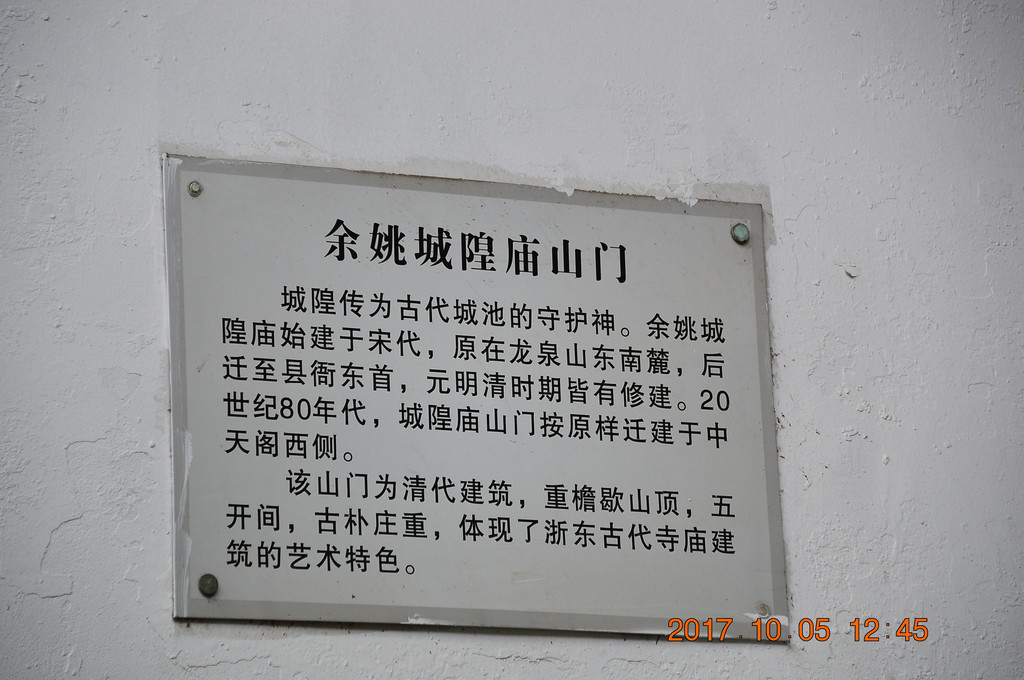 余姚城隍庙山门
城隍传为古代城池的守护神。余姚城
隍庙始建于宋代，原在龙泉山东南麓，后
迁至县衙东首，元明清时期皆有修建。20
世纪80年代，城隍庙山门按原样迁建于中
天阁西侧。
该山门为清代建筑，重檐歇山顶，五
开间，古朴庄重，体现了浙东古代寺庙建
筑的艺术特色。
2017.10.05 12:45